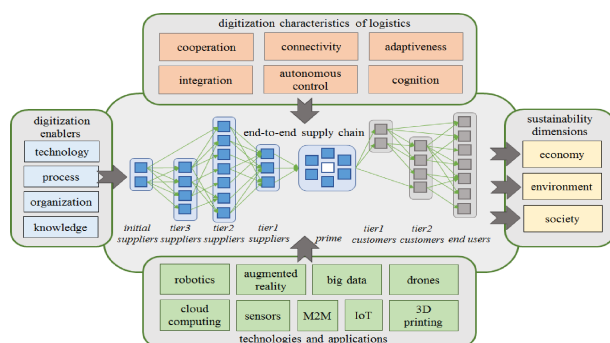 digitization characteristics of logistics
cooperation
connectivity
adaptiveness
integration
autonomous
control
cognition
digitization
enablers
technology
process
organization
knowledge
end-to-end supply chain
sustainability
dimensions
economy
environment
society
initial
suppliers
tier3
suppliers
tier2
suppliers
tier1
suppliers
prime
tier1
customers
tier2
customers
end users
robotics
augmented
reality
big data
drones
cloud
computing
sensors
M2M
IoT
3D
printing
technologies and applications